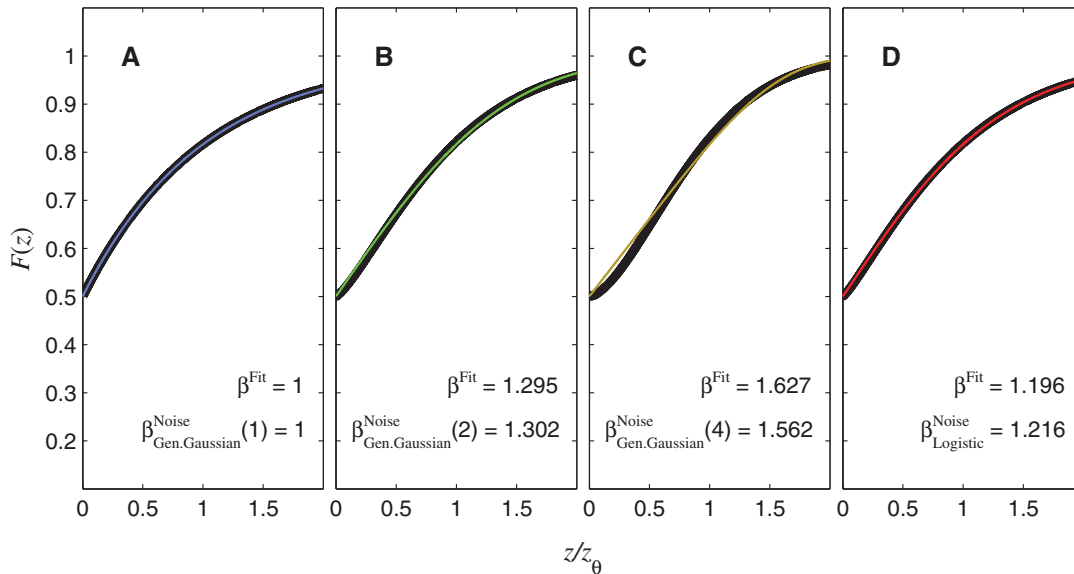 A B C D
1
0.9
0.8
0.7
0.6
0.5
0.4
0.3
0.2
F(z)
β^Fit = 1
β^Noise_Gen.Gaussian(1) = 1
β^Fit = 1.295
β^Noise_Gen.Gaussian(2) = 1.302
β^Fit = 1.627
β^Noise_Gen.Gaussian(4) = 1.562
β^Fit = 1.196
β^Noise_Logistic = 1.216
0 0.5 1 1.5 0 0.5 1 1.5 0 0.5 1 1.5 0 0.5 1 1.5
z/z_θ